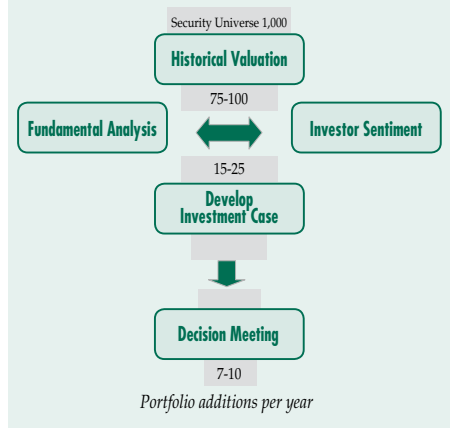 Security Universe 1,000
Historical Valuation
75-100
Fundamental Analysis
Investor Sentiment
15-25
Develop
Investment Case
Decision Meeting
7-10
Portfolio additions per year